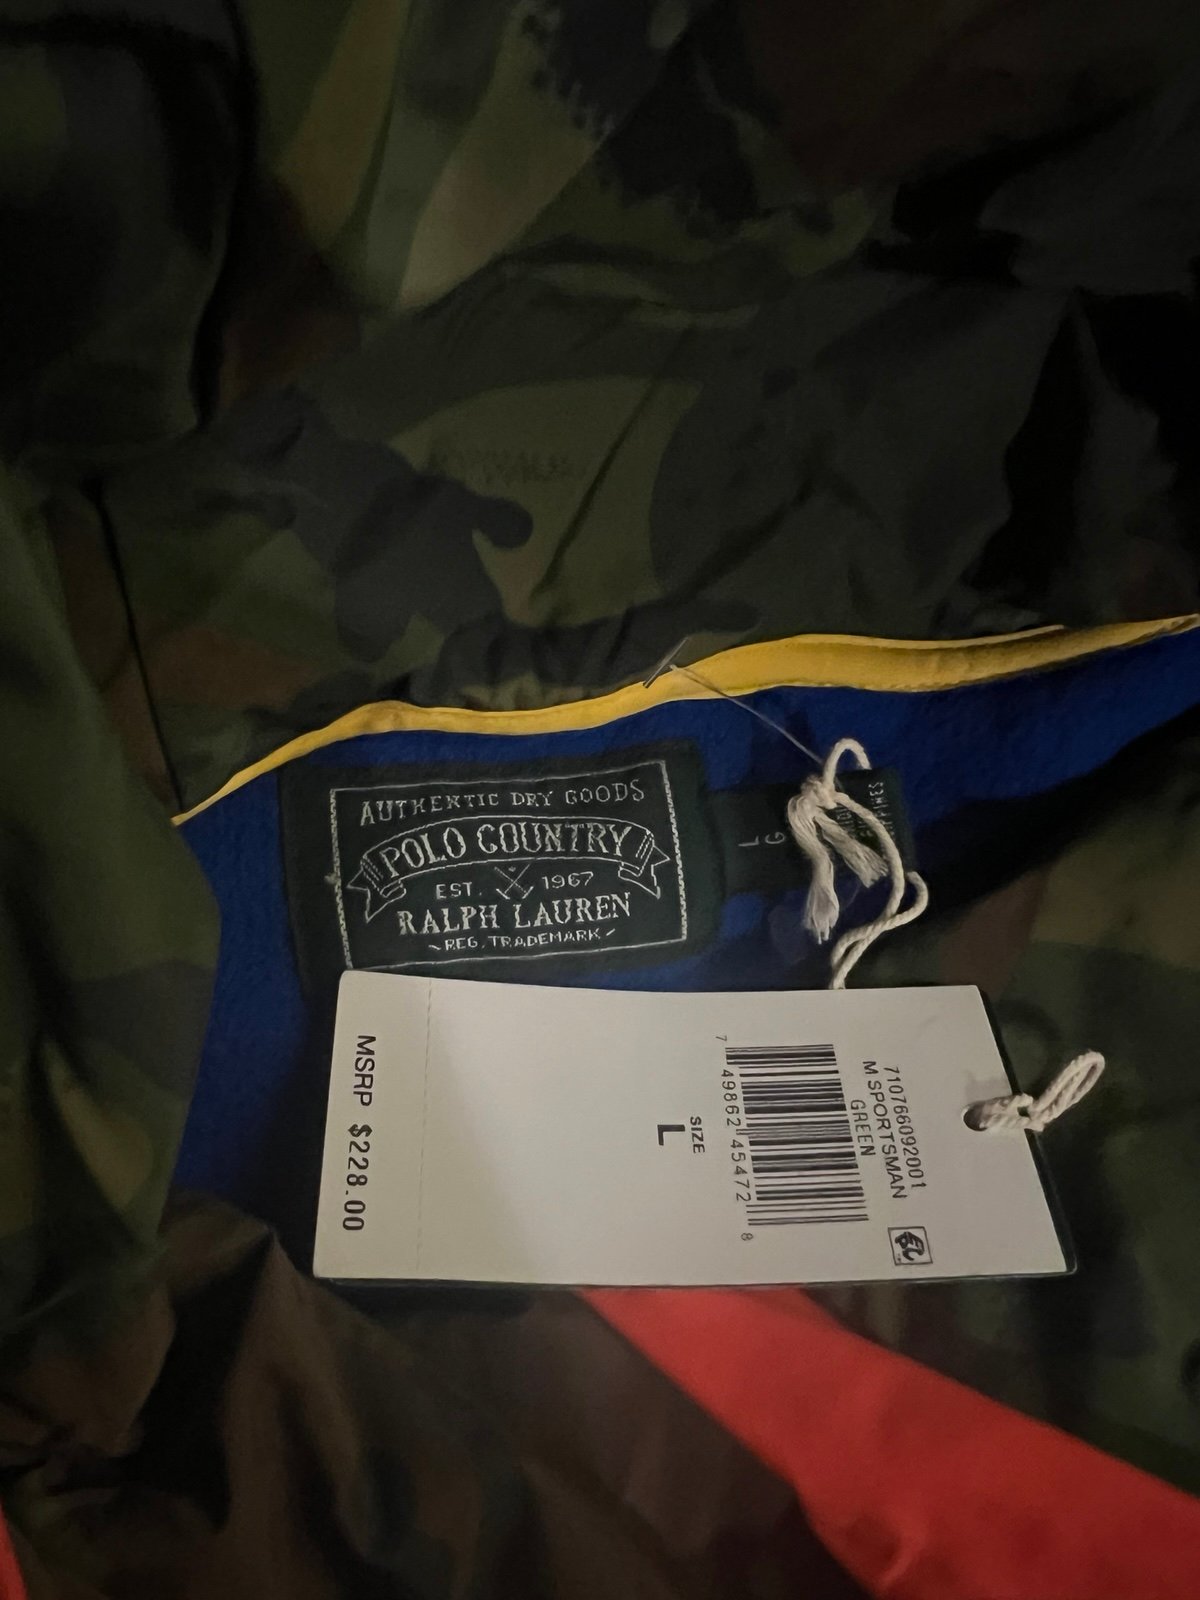 AUTHENTIC DRY GOODS
POLO COUNTRY
EST. 1967
RALPH LAUREN
REG. TRADEMARK
L
G
710766092001
M SPORTSMAN
GREEN
7 49862 45472 8
SIZE
L
MSRP $228.00